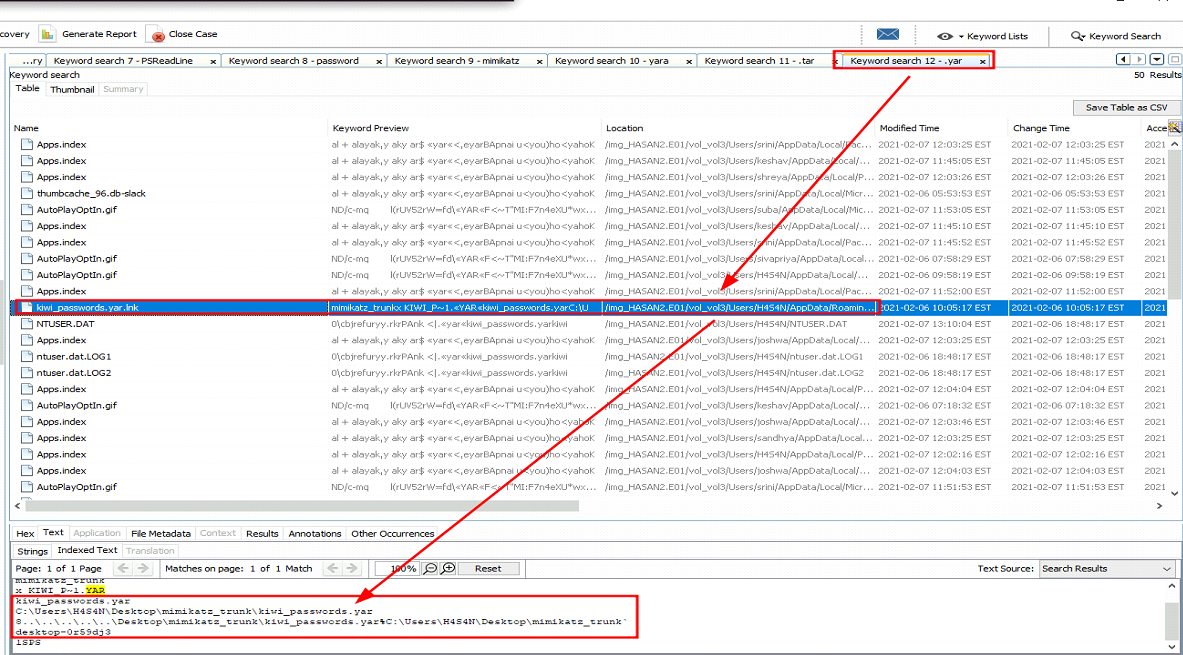 covery Generate Report Close Case Keyword Lists Keyword Search
...ry Keyword search 7 - PSReadLine x Keyword search 8 - password x Keyword search 9 - mimikatz x Keyword search 10 - yara x Keyword search 11 - .tar x Keyword search 12 - .yar x
Keyword search
50 Results
Table Thumbnail Summary
Save Table as CSV
Name Keyword Preview Location Modified Time Change Time Acce
Apps.index al + alayak,y aky ar$ «yar«<,eyarBApnai u<you)ho<yahoK /img_HASAN2.E01/vol_vol3/Users/srini/AppData/Local/Pac... 2021-02-07 12:03:25 EST 2021-02-07 12:03:25 EST 2021
Apps.index al + alayak,y aky ar$ «yar«<,eyarBApnai u<you)ho<yahoK /img_HASAN2.E01/vol_vol3/Users/keshav/AppData/Local/... 2021-02-07 11:45:05 EST 2021-02-07 11:45:05 EST 2021
Apps.index al + alayak,y aky ar$ «yar«<,eyarBApnai u<you)ho<yahoK /img_HASAN2.E01/vol_vol3/Users/shreya/AppData/Local/P... 2021-02-07 12:03:26 EST 2021-02-07 12:03:26 EST 2021
thumbcache_96.db-slack al + alayak,y aky ar$ «yar«<,eyarBApnai u<you)ho<yahoK /img_HASAN2.E01/vol_vol3/Users/srini/AppData/Local/Micr... 2021-02-06 05:53:53 EST 2021-02-06 05:53:53 EST 2021
AutoPlayOptIn.gif ND/c-mq l(rUV52rW=fd\«YAR«F<~T"MI:F7n4eXU*wx... /img_HASAN2.E01/vol_vol3/Users/suba/AppData/Local/Mic... 2021-02-07 11:53:05 EST 2021-02-07 11:53:05 EST 2021
Apps.index al + alayak,y aky ar$ «yar«<,eyarBApnai u<you)ho<yahoK /img_HASAN2.E01/vol_vol3/Users/keshav/AppData/Local/... 2021-02-07 11:45:10 EST 2021-02-07 11:45:10 EST 2021
Apps.index al + alayak,y aky ar$ «yar«<,eyarBApnai u<you)ho<yahoK /img_HASAN2.E01/vol_vol3/Users/srini/AppData/Local/Pac... 2021-02-07 11:45:52 EST 2021-02-07 11:45:52 EST 2021
AutoPlayOptIn.gif ND/c-mq l(rUV52rW=fd\«YAR«F<~T"MI:F7n4eXU*wx... /img_HASAN2.E01/vol_vol3/Users/sivapriya/AppData/Local... 2021-02-06 07:58:29 EST 2021-02-06 07:58:29 EST 2021
AutoPlayOptIn.gif ND/c-mq l(rUV52rW=fd\«YAR«F<~T"MI:F7n4eXU*wx... /img_HASAN2.E01/vol_vol3/Users/H4S4N/AppData/Local/... 2021-02-06 09:58:19 EST 2021-02-06 09:58:19 EST 2021
Apps.index al + alayak,y aky ar$ «yar«<,eyarBApnai u<you)ho<yahoK /img_HASAN2.E01/vol_vol3/Users/srini/AppData/Local/Pac... 2021-02-07 11:52:00 EST 2021-02-07 11:52:00 EST 2021
kiwi_passwords.yar.lnk mimikatz_trunkx KIWI_P~1.«YAR«kiwi_passwords.yarC:\U /img_HASAN2.E01/vol_vol3/Users/H4S4N/AppData/Roamin... 2021-02-06 10:05:17 EST 2021-02-06 10:05:17 EST 2021
NTUSER.DAT 0\cb)refuryy.rkrPAnk <|.«yar«kiwi_passwords.yarkiwi /img_HASAN2.E01/vol_vol3/Users/H4S4N/NTUSER.DAT 2021-02-07 13:10:04 EST 2021-02-06 18:48:17 EST 2021
Apps.index al + alayak,y aky ar$ «yar«<,eyarBApnai u<you)ho<yahoK /img_HASAN2.E01/vol_vol3/Users/joshwa/AppData/Local/... 2021-02-07 12:03:26 EST 2021-02-07 12:03:26 EST 2021
ntuser.dat.LOG1 0\cb)refuryy.rkrPAnk <|.«yar«kiwi_passwords.yarkiwi /img_HASAN2.E01/vol_vol3/Users/H4S4N/ntuser.dat.LOG1 2021-02-06 18:48:17 EST 2021-02-06 18:48:17 EST 2021
ntuser.dat.LOG2 0\cb)refuryy.rkrPAnk <|.«yar«kiwi_passwords.yarkiwi /img_HASAN2.E01/vol_vol3/Users/H4S4N/ntuser.dat.LOG2 2021-02-06 18:48:17 EST 2021-02-06 18:48:17 EST 2021
Apps.index al + alayak,y aky ar$ «yar«<,eyarBApnai u<you)ho<yahoK /img_HASAN2.E01/vol_vol3/Users/H4S4N/AppData/Local/P... 2021-02-07 12:04:04 EST 2021-02-07 12:04:04 EST 2021
AutoPlayOptIn.gif ND/c-mq l(rUV52rW=fd\«YAR«F<~T"MI:F7n4eXU*wx... /img_HASAN2.E01/vol_vol3/Users/keshav/AppData/Local/... 2021-02-06 07:18:32 EST 2021-02-06 07:18:32 EST 2021
Apps.index al + alayak,y aky ar$ «yar«<,eyarBApnai u<you)ho<yahoK /img_HASAN2.E01/vol_vol3/Users/joshwa/AppData/Local/... 2021-02-07 12:03:46 EST 2021-02-07 12:03:46 EST 2021
Apps.index al + alayak,y aky ar$ «yar«<,eyarBApnai u<you)ho<yahoK /img_HASAN2.E01/vol_vol3/Users/sandhya/AppData/Local... 2021-02-07 12:03:25 EST 2021-02-07 12:03:25 EST 2021
Apps.index al + alayak,y aky ar$ «yar«<,eyarBApnai u<you)ho<yahoK /img_HASAN2.E01/vol_vol3/Users/srini/AppData/Local/Pac... 2021-02-07 12:02:16 EST 2021-02-07 12:02:16 EST 2021
Apps.index al + alayak,y aky ar$ «yar«<,eyarBApnai u<you)ho<yahoK /img_HASAN2.E01/vol_vol3/Users/joshwa/AppData/Local/... 2021-02-07 12:04:03 EST 2021-02-07 12:04:03 EST 2021
AutoPlayOptIn.gif ND/c-mq l(rUV52rW=fd\«YAR«F<~T"MI:F7n4eXU*wx... /img_HASAN2.E01/vol_vol3/Users/srini/AppData/Local/Micr... 2021-02-07 11:51:53 EST 2021-02-07 11:51:53 EST 2021
Hex Text Application File Metadata Context Results Annotations Other Occurrences
Strings Indexed Text Translation
Page: 1 of 1 Page Matches on page: 1 of 1 Match 100% Reset Text Source: Search Results
mimikatz_trunk
x KIWI_P~1.YAR
kiwi_passwords.yar
C:\Users\H4S4N\Desktop\mimikatz_trunk\kiwi_passwords.yar
8..\..\..\..\..\Desktop\mimikatz_trunk\kiwi_passwords.yar%C:\Users\H4S4N\Desktop\mimikatz_trunk`
desktop-0r59dj3
1SPS